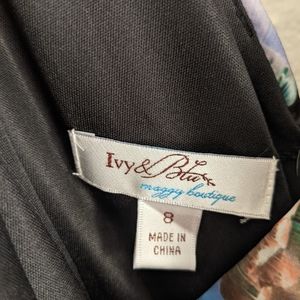 Ivy & Blu
maggy boutique
8
MADE IN
CHINA